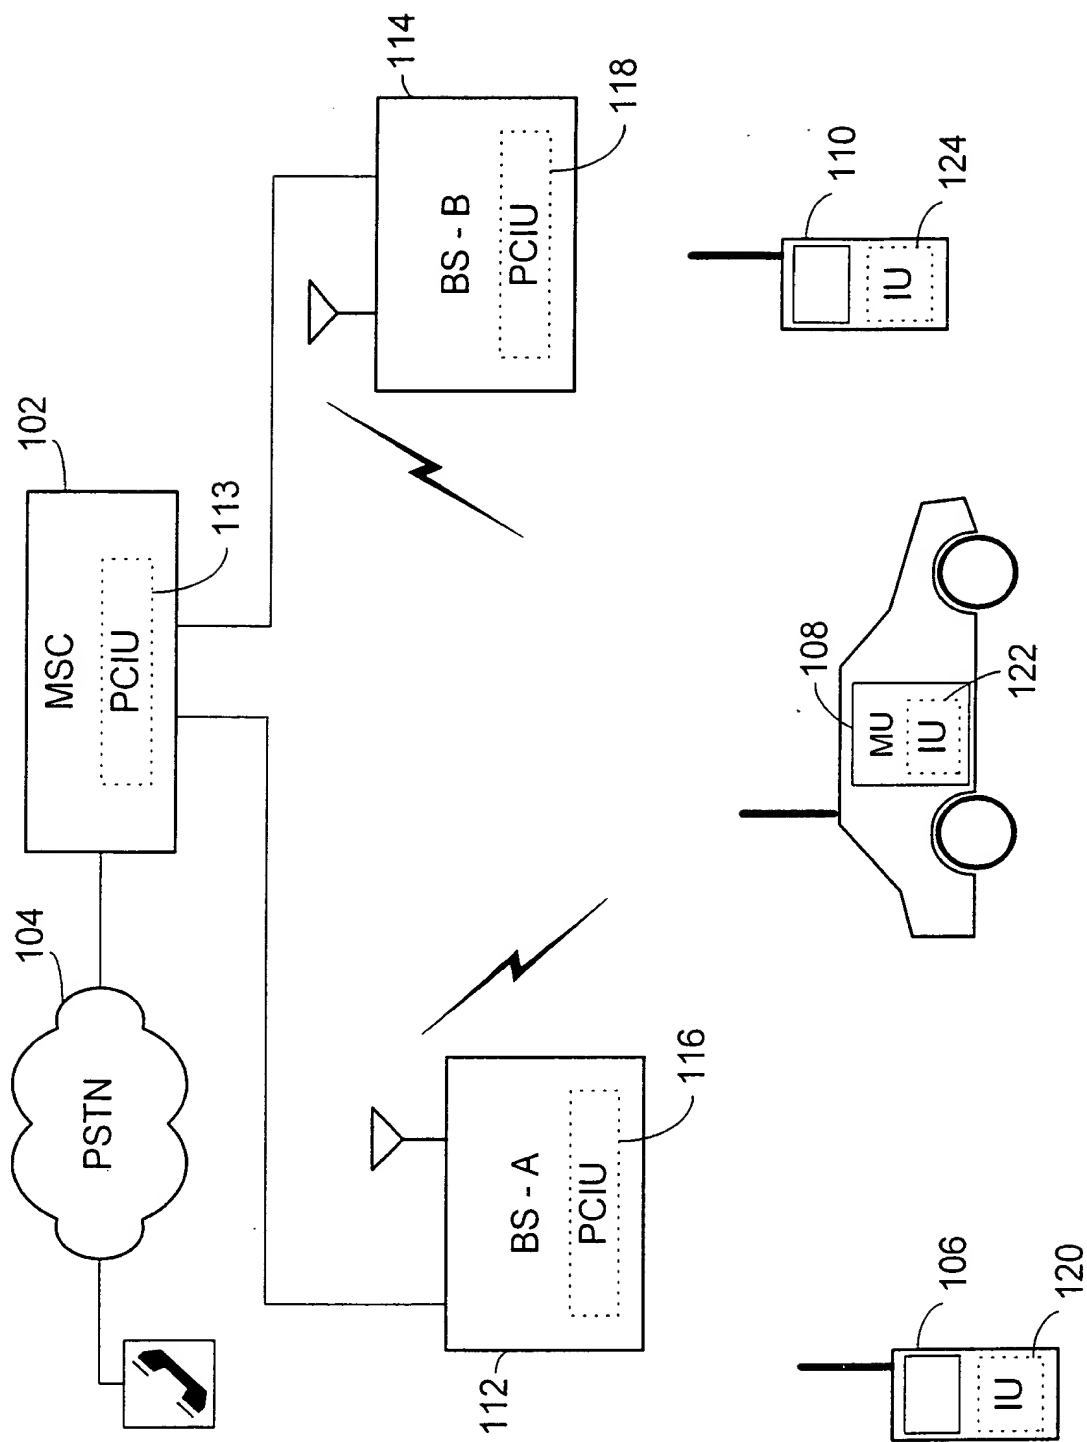 104
PSTN
102
MSC
PCIU
113
112
BS - A
PCIU
116
114
BS - B
PCIU
118
106
IU
120
108
MU
IU
122
110
IU
124